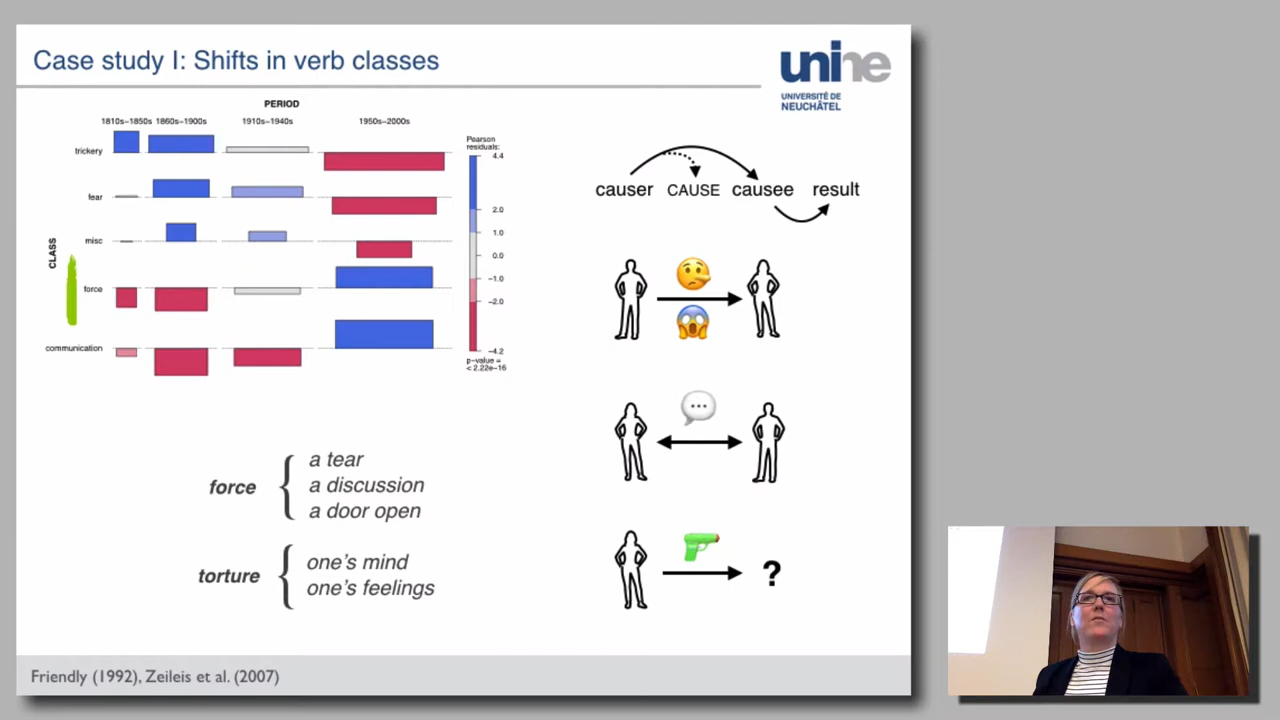 Case study I: Shifts in verb classes
unine
UNIVERSITÉ DE
NEUCHÂTEL
PERIOD
1810s–1850s 1860s–1900s 1910s–1940s 1950s–2000s
CLASS
trickery
fear
misc
force
communication
Pearson
residuals:
4.4
2.0
1.0
0.0
−1.0
−2.0
−4.2
p-value =
< 2.22e−16
causer CAUSE causee result
?
force { a tear
a discussion
a door open
torture { one's mind
one's feelings
Friendly (1992), Zeileis et al. (2007)